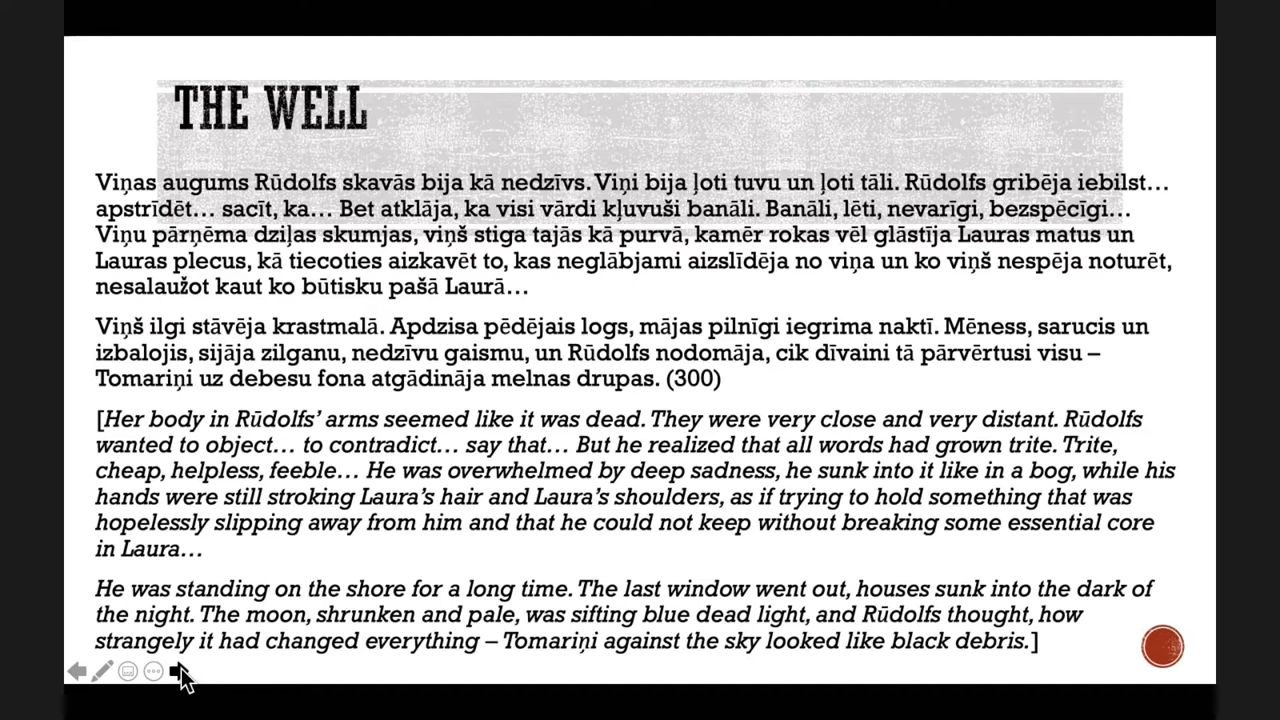 THE WELL
Viņas augums Rūdolfs skavās bija kā nedzīvs. Viņi bija ļoti tuvu un ļoti tāli. Rūdolfs gribēja iebilst…
apstrīdēt… sacīt, ka… Bet atklāja, ka visi vārdi kļuvuši banāli. Banāli, lēti, nevarīgi, bezspēcīgi…
Viņu pārņēma dziļas skumjas, viņš stiga tajās kā purvā, kamēr rokas vēl glāstīja Lauras matus un
Lauras plecus, kā tiecoties aizkavēt to, kas neglābjami aizslīdēja no viņa un ko viņš nespēja noturēt,
nesalaužot kaut ko būtisku pašā Laurā…
Viņš ilgi stāvēja krastmalā. Apdzisa pēdējais logs, mājas pilnīgi iegrima naktī. Mēness, sarucis un
izbalojis, sijāja zilganu, nedzīvu gaismu, un Rūdolfs nodomāja, cik dīvaini tā pārvērtusi visu –
Tomariņi uz debesu fona atgādināja melnas drupas. (300)
[Her body in Rūdolfs’ arms seemed like it was dead. They were very close and very distant. Rūdolfs
wanted to object… to contradict… say that… But he realized that all words had grown trite. Trite,
cheap, helpless, feeble… He was overwhelmed by deep sadness, he sunk into it like in a bog, while his
hands were still stroking Laura’s hair and Laura’s shoulders, as if trying to hold something that was
hopelessly slipping away from him and that he could not keep without breaking some essential core
in Laura…
He was standing on the shore for a long time. The last window went out, houses sunk into the dark of
the night. The moon, shrunken and pale, was sifting blue dead light, and Rūdolfs thought, how
strangely it had changed everything – Tomariņi against the sky looked like black debris.]